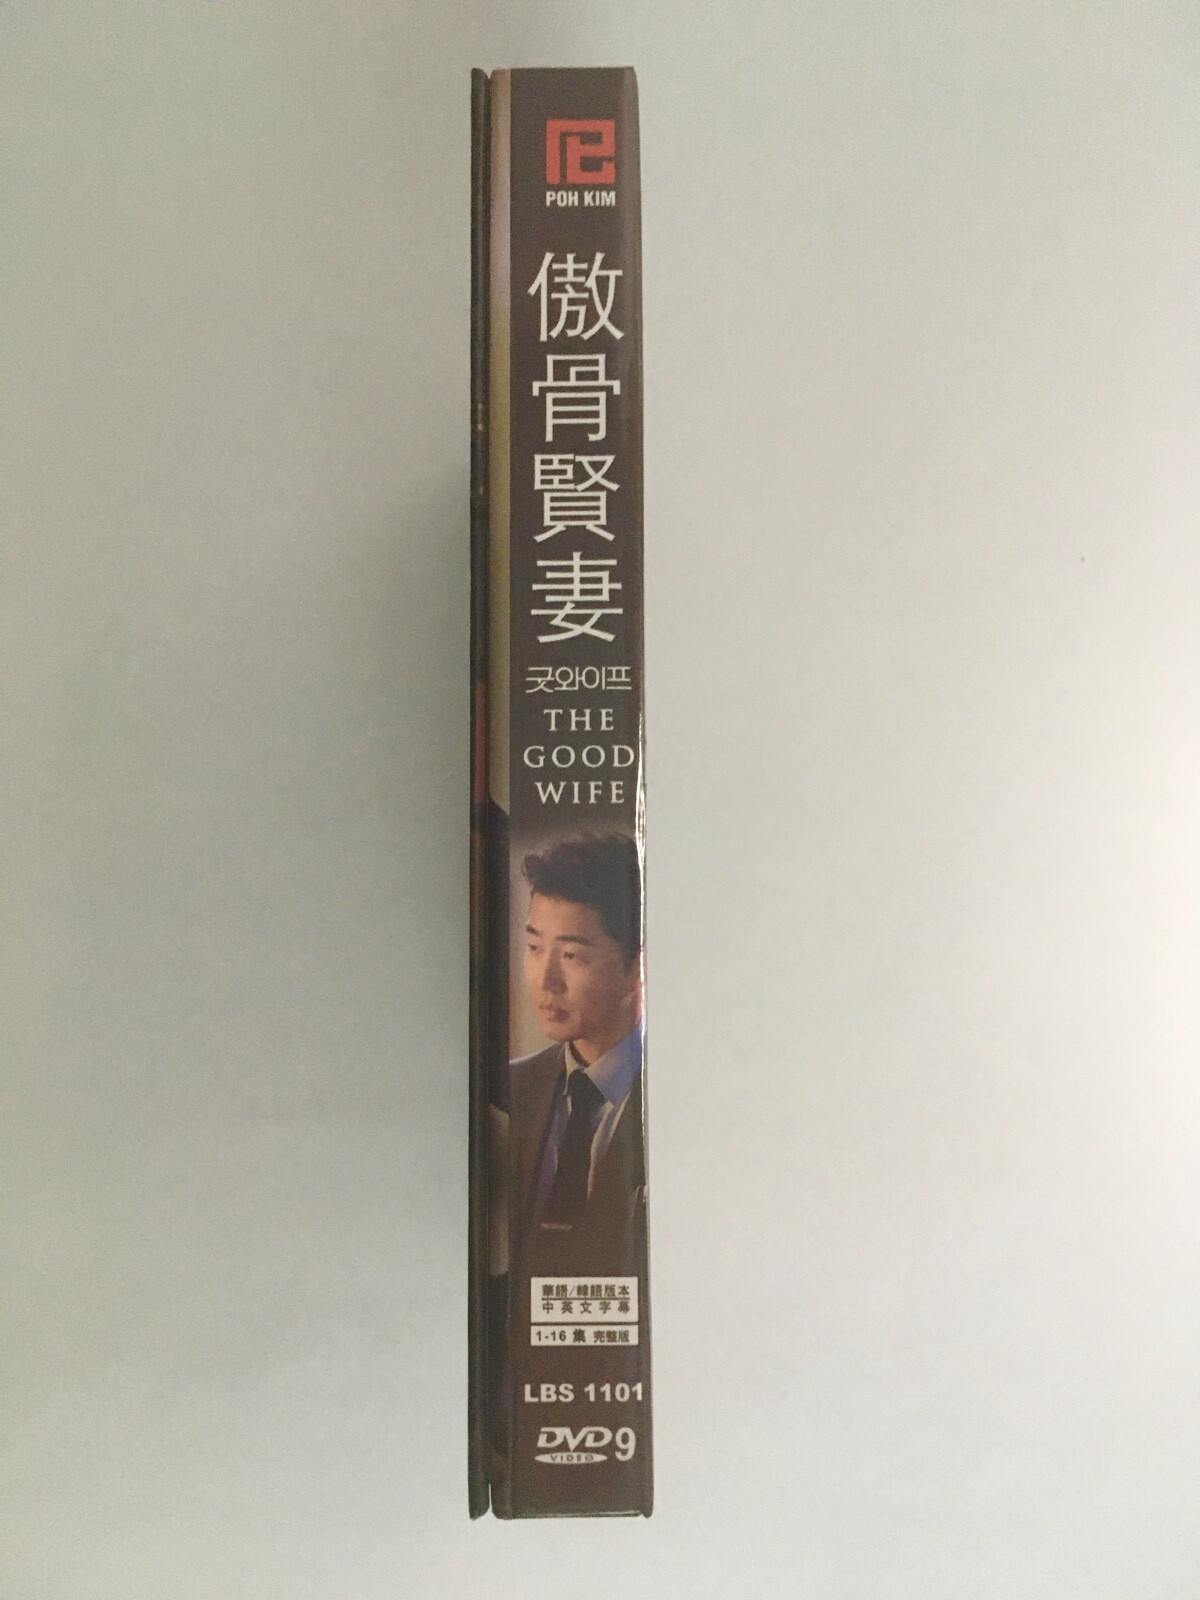 POH KIM
傲骨賢妻
굿와이프
THE
GOOD
WIFE
華語/韓語版本
中英文字幕
1-16 集 完整版
LBS 1101
DVD 9
VIDEO